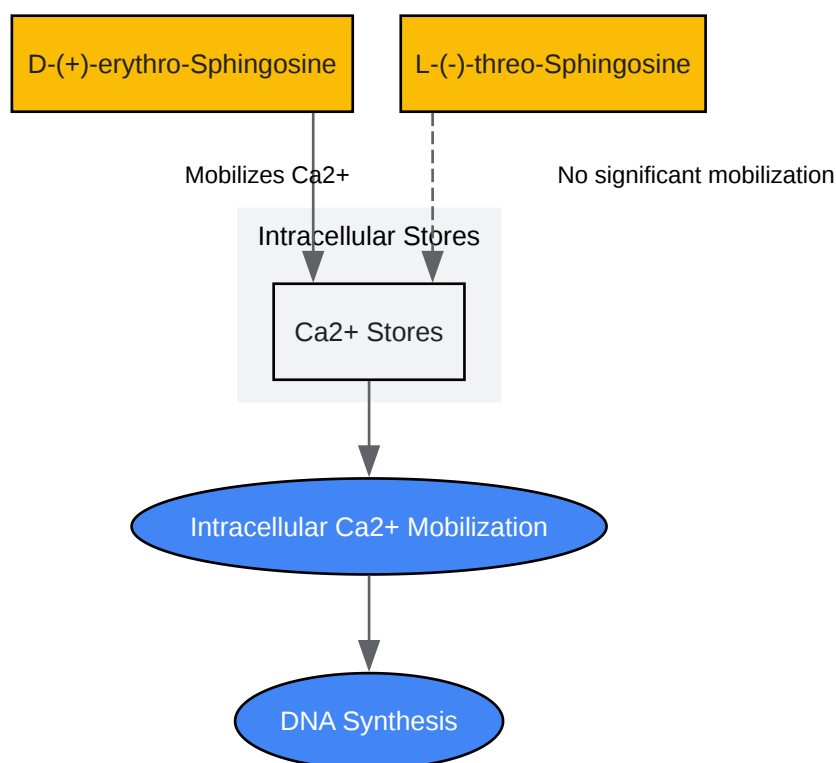 D-(+)-erythro-Sphingosine
L-(-)-threo-Sphingosine
Mobilizes Ca2+
No significant mobilization
Intracellular Stores
Ca2+ Stores
Intracellular Ca2+ Mobilization
DNA Synthesis